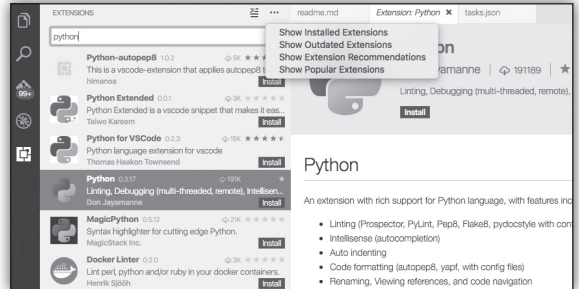 EXTENSIONS
python
99+
Python-autopep8 1.0.2 5K
This is a vscode-extension that applies autopep8
himanoa
Python Extended 0.0.1 3K
Python Extended is a vscode snippet that makes it eas...
Taiwo Kareem Install
Python for VSCode 0.2.3 15K
Python language extension for vscode
Thomas Haakon Townsend Install
Python 0.3.17 191K
Linting, Debugging (multi-threaded, remote), Intellisen...
Don Jayamanne Install
MagicPython 0.5.12 21K
Syntax highlighter for cutting edge Python.
MagicStack Inc. Install
Docker Linter 0.2.0 3K
Lint perl, python and/or ruby in your docker containers.
Henrik Sjööh Install
Show Installed Extensions
Show Outdated Extensions
Show Extension Recommendations
Show Popular Extensions
readme.md Extension: Python tasks.json
on
yamanne 191189
Linting, Debugging (multi-threaded, remote),
Install
Python
An extension with rich support for Python language, with features inc
• Linting (Prospector, PyLint, Pep8, Flake8, pydocstyle with con
• Intellisense (autocompletion)
• Auto indenting
• Code formatting (autopep8, yapf, with config files)
• Renaming, Viewing references, and code navigation